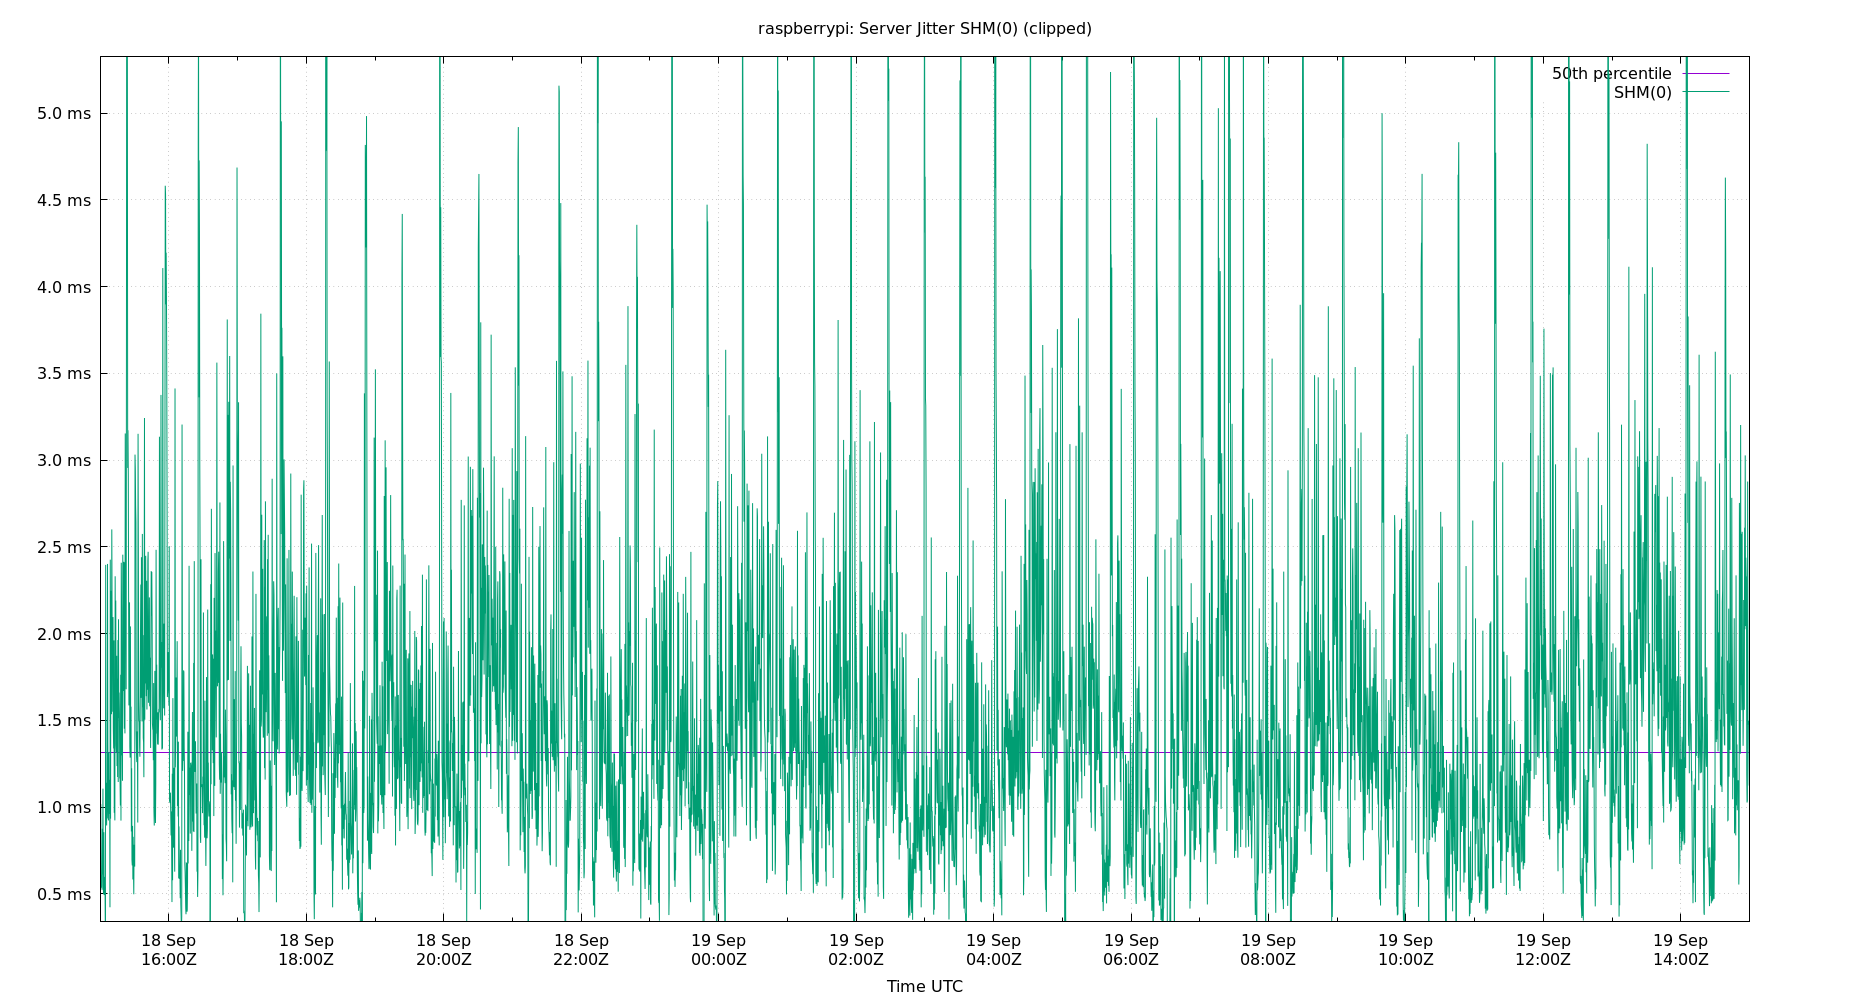 raspberrypi: Server Jitter SHM(0) (clipped)
50th percentile
SHM(0)
5.0 ms
4.5 ms
4.0 ms
3.5 ms
3.0 ms
2.5 ms
2.0 ms
1.5 ms
1.0 ms
0.5 ms
18 Sep 18 Sep 18 Sep 18 Sep 19 Sep 19 Sep 19 Sep 19 Sep 19 Sep 19 Sep 19 Sep 19 Sep
16:00Z 18:00Z 20:00Z 22:00Z 00:00Z 02:00Z 04:00Z 06:00Z 08:00Z 10:00Z 12:00Z 14:00Z
Time UTC